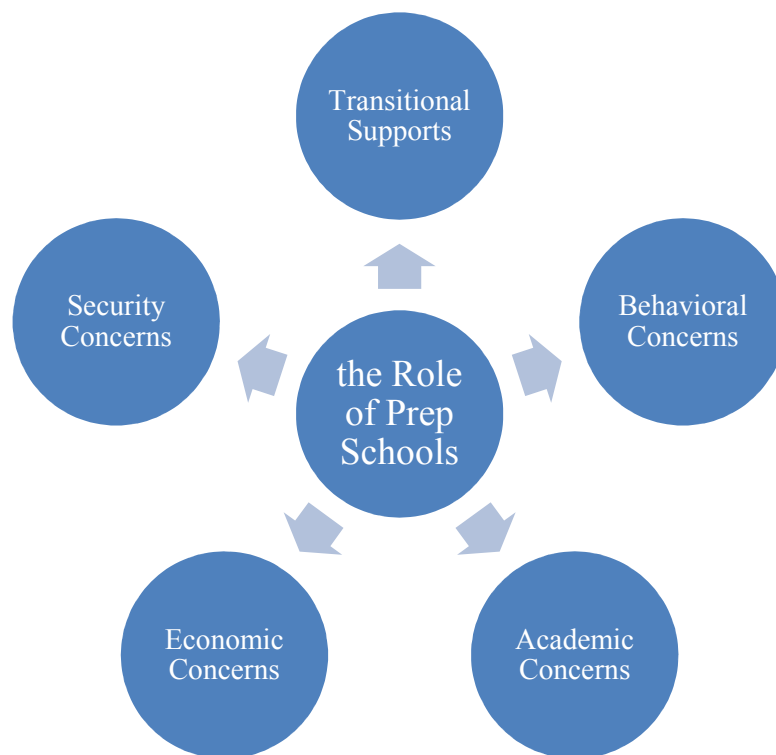 Transitional
Supports
Security
Concerns
Behavioral
Concerns
the Role
of Prep
Schools
Economic
Concerns
Academic
Concerns